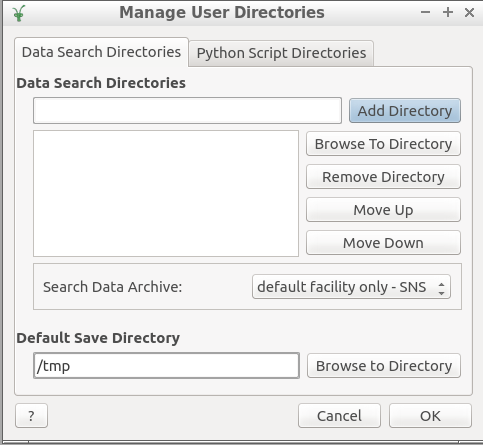 Manage User Directories
Data Search Directories
Python Script Directories
Data Search Directories
Add Directory
Browse To Directory
Remove Directory
Move Up
Move Down
Search Data Archive:
default facility only - SNS
Default Save Directory
/tmp
Browse to Directory
?
Cancel
OK